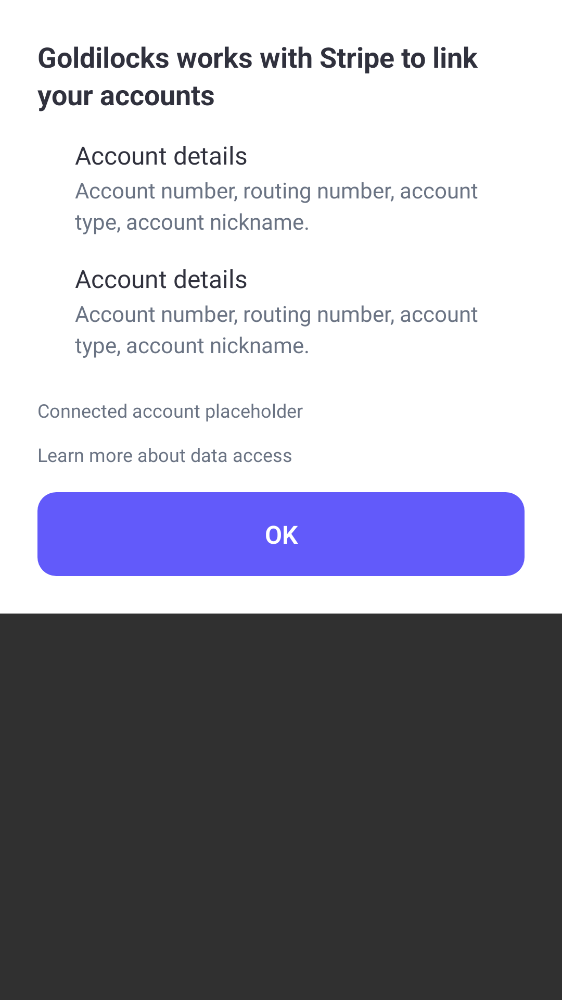 Goldilocks works with Stripe to link
your accounts
Account details
Account number, routing number, account
type, account nickname.
Account details
Account number, routing number, account
type, account nickname.
Connected account placeholder
Learn more about data access
OK